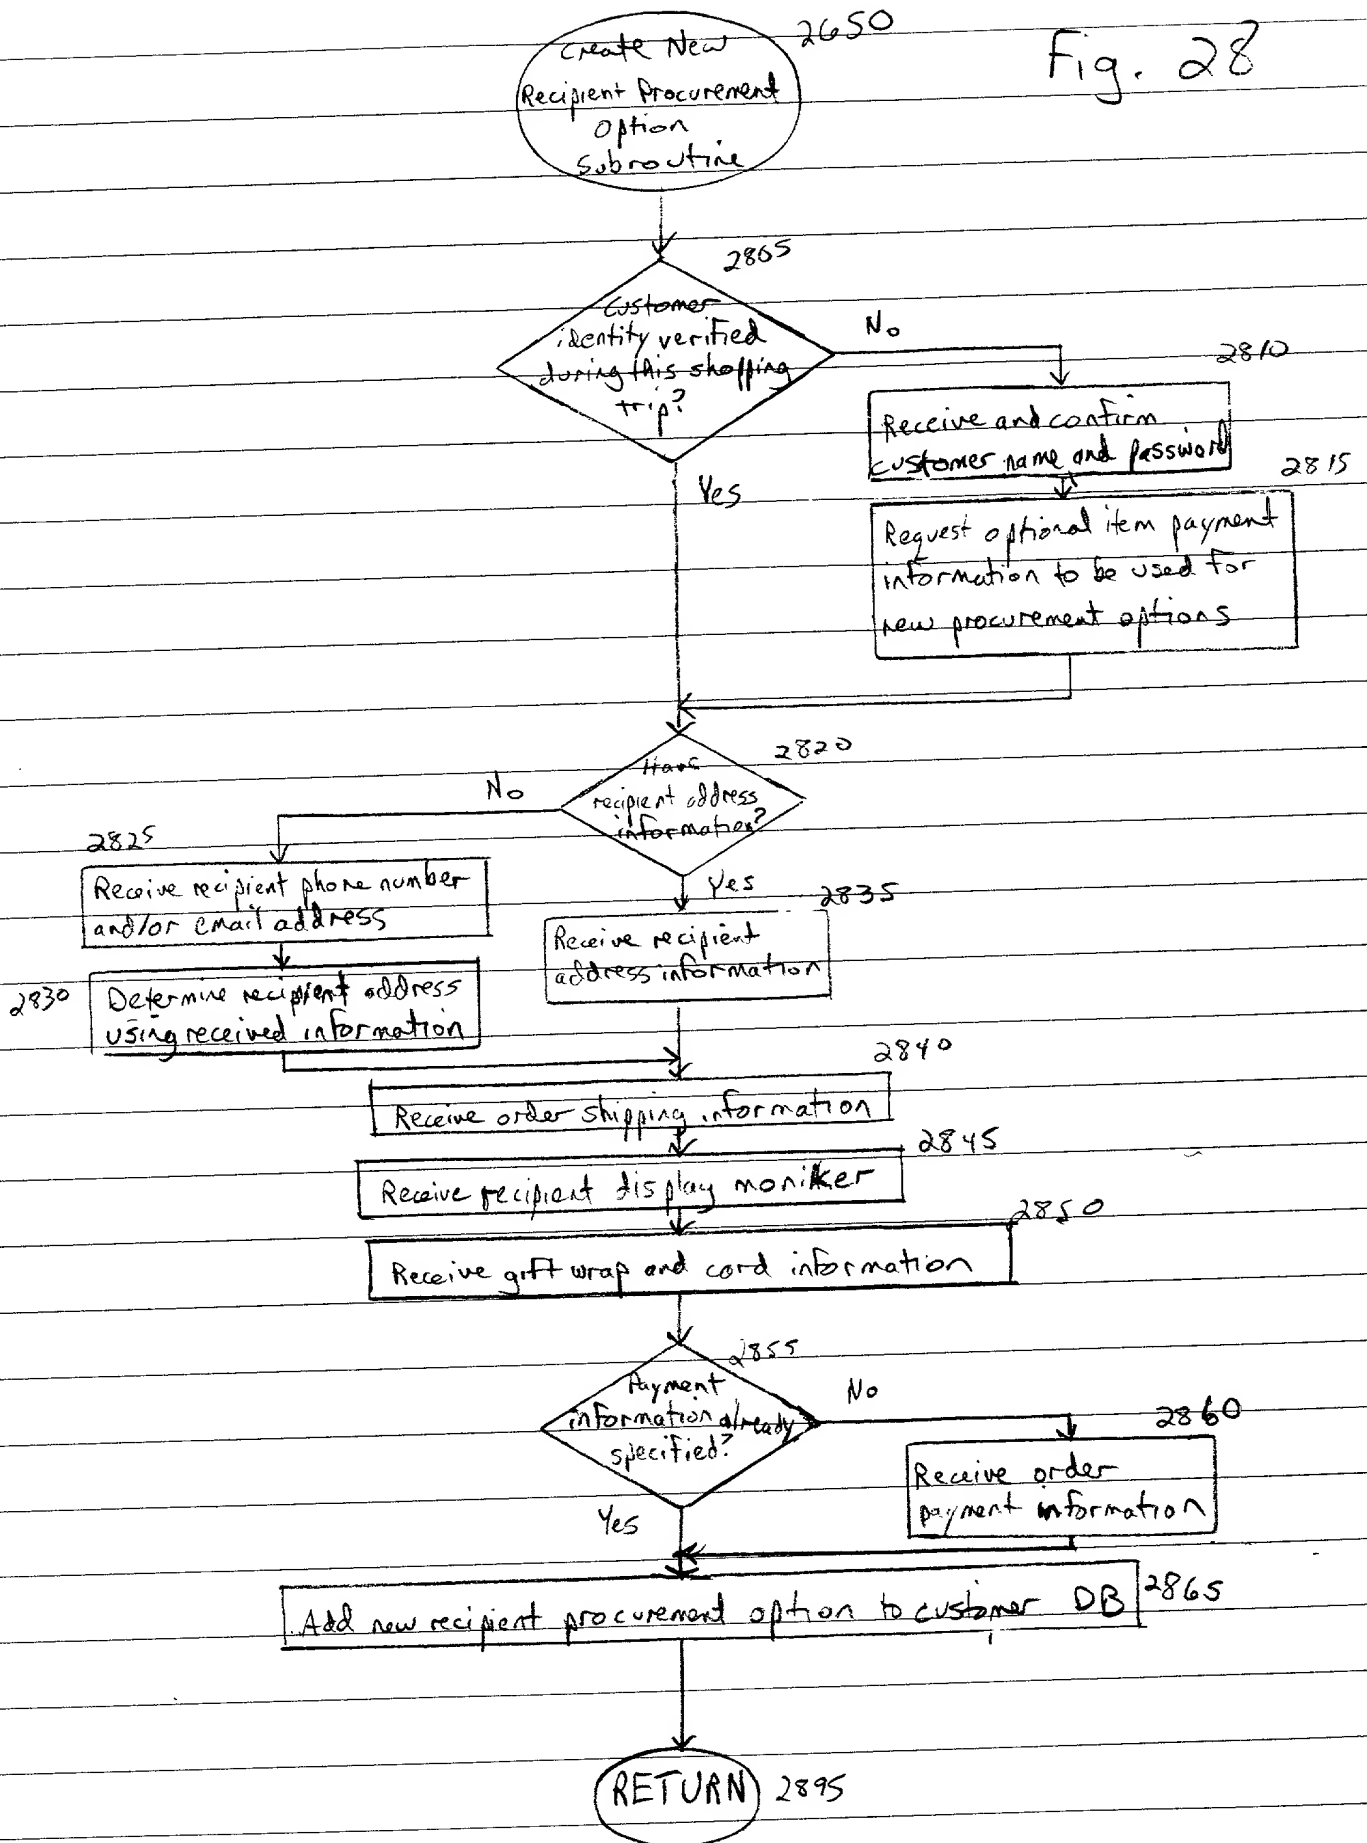 Fig. 28
2650
Create New
Recipient Procurement
Option
Subroutine
2805
Customer
identity verified
during this shopping
trip?
No
Yes
2810
Receive and confirm
customer name and password
2815
Request optional item payment
information to be used for
new procurement options
2820
Have
recipient address
information?
No
Yes
2825
Receive recipient phone number
and/or email address
2830
Determine recipient address
using received information
2835
Receive recipient
address information
2840
Receive order shipping information
2845
Receive recipient display moniker
2850
Receive gift wrap and card information
2855
Payment
information already
specified?
No
Yes
2860
Receive order
payment information
Add new recipient procurement option to customer DB
2865
RETURN
2895